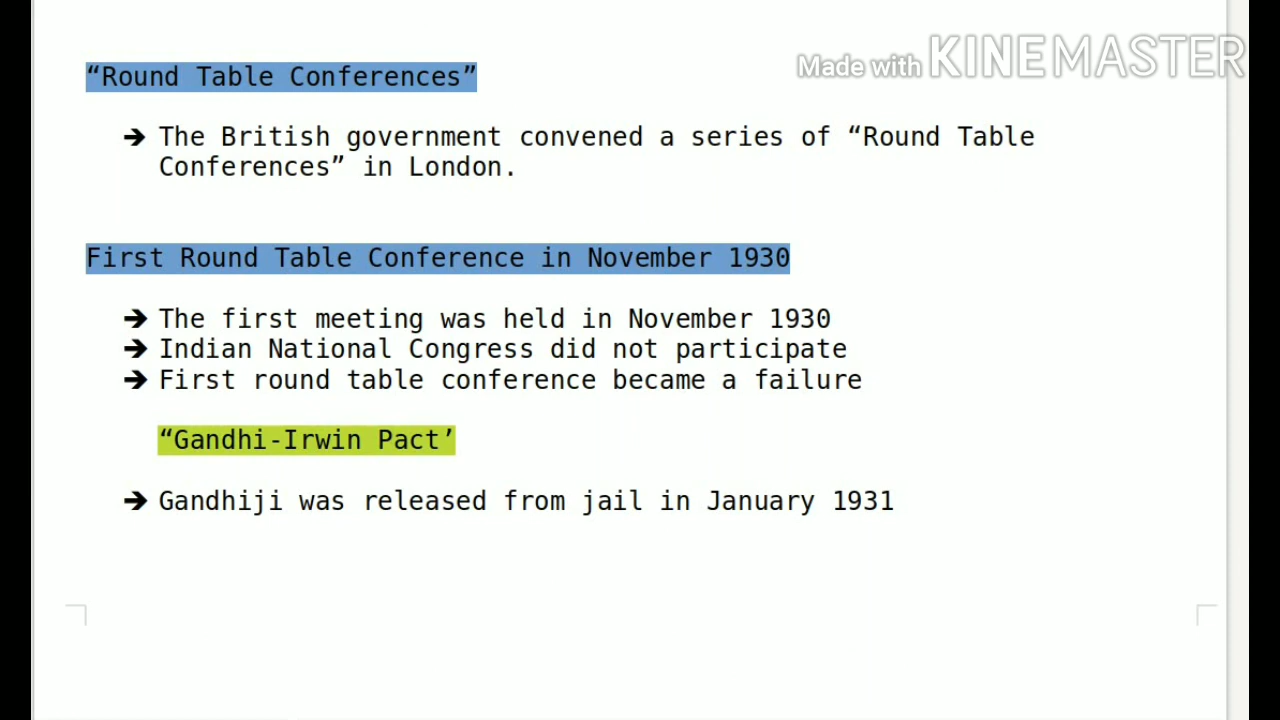 Made with KINEMASTER
“Round Table Conferences”
➔ The British government convened a series of “Round Table
Conferences” in London.
First Round Table Conference in November 1930
➔ The first meeting was held in November 1930
➔ Indian National Congress did not participate
➔ First round table conference became a failure
“Gandhi-Irwin Pact’
➔ Gandhiji was released from jail in January 1931